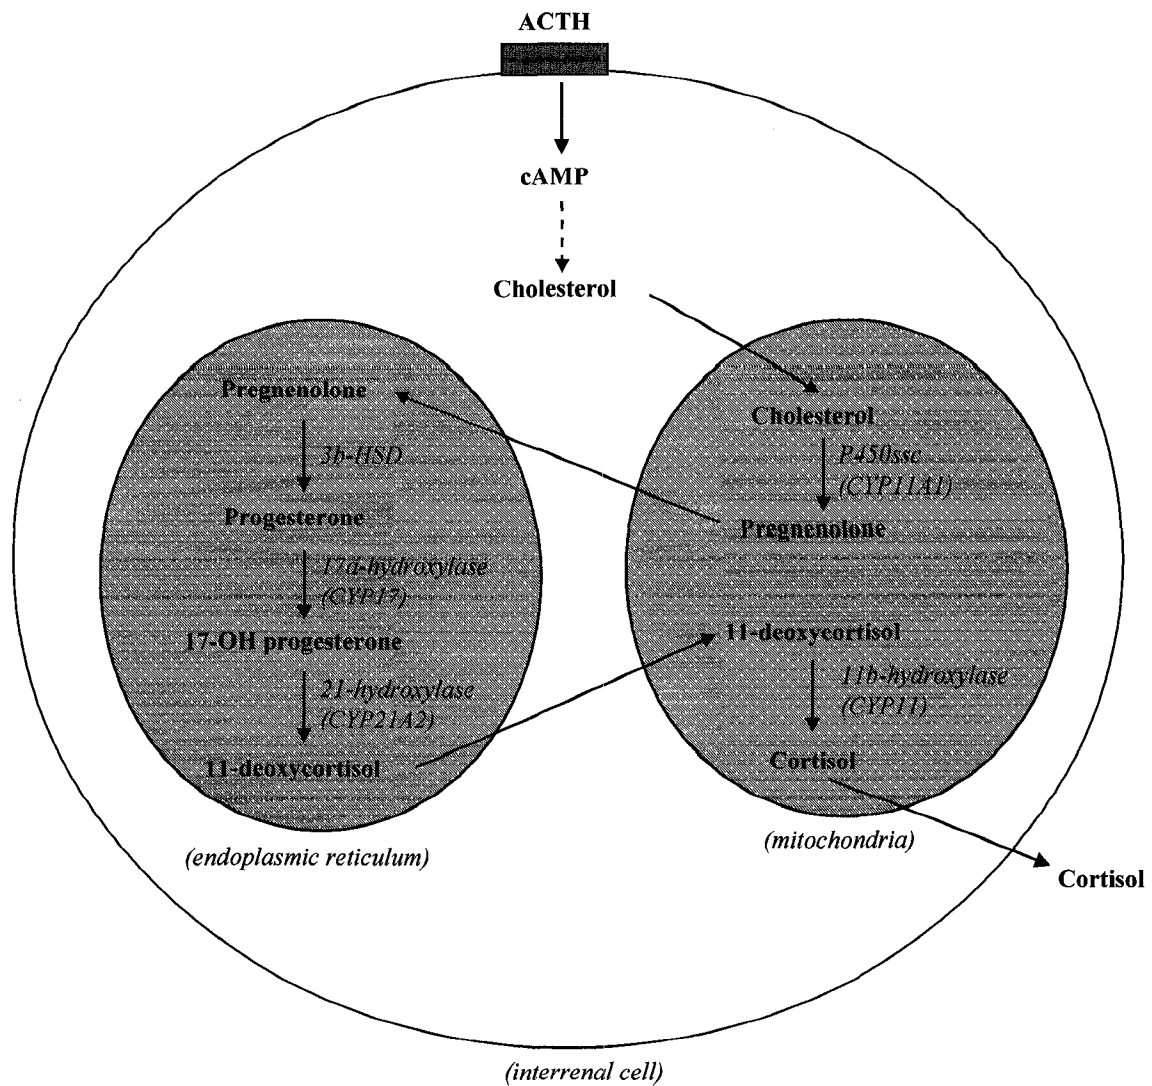 ACTH
cAMP
Cholesterol
Pregnenolone
3b-HSD
Progesterone
17a-hydroxylase
(CYP17)
17-OH progesterone
21-hydroxylase
(CYP21A2)
11-deoxycortisol
(endoplasmic reticulum)
Cholesterol
P450ssc
(CYP11A1)
Pregnenolone
11-deoxycortisol
11b-hydroxylase
(CYP11)
Cortisol
(mitochondria)
Cortisol
(interrenal cell)